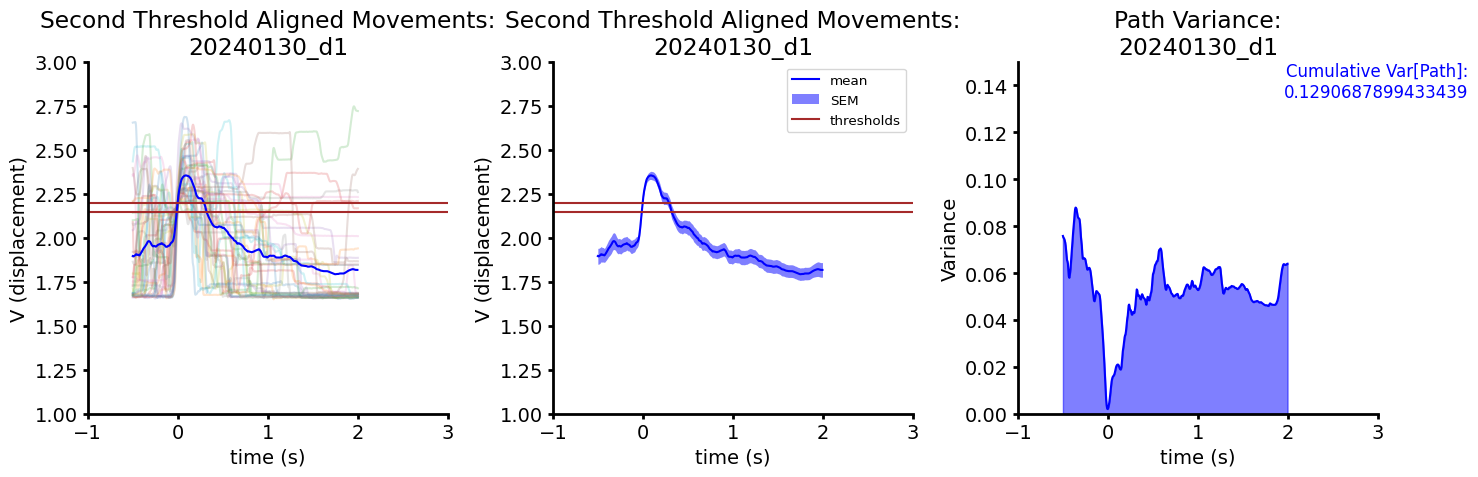 Second Threshold Aligned Movements:
20240130_d1
3.00
2.75
2.50
2.25
2.00
1.75
1.50
1.25
1.00
V (displacement)
−1
0
1
2
3
time (s)
Second Threshold Aligned Movements:
20240130_d1
mean
SEM
thresholds
3.00
2.75
2.50
2.25
2.00
1.75
1.50
1.25
1.00
V (displacement)
−1
0
1
2
3
time (s)
Path Variance:
20240130_d1
Cumulative Var[Path]:
0.1290687899433439
0.14
0.12
0.10
0.08
0.06
0.04
0.02
0.00
Variance
−1
0
1
2
3
time (s)